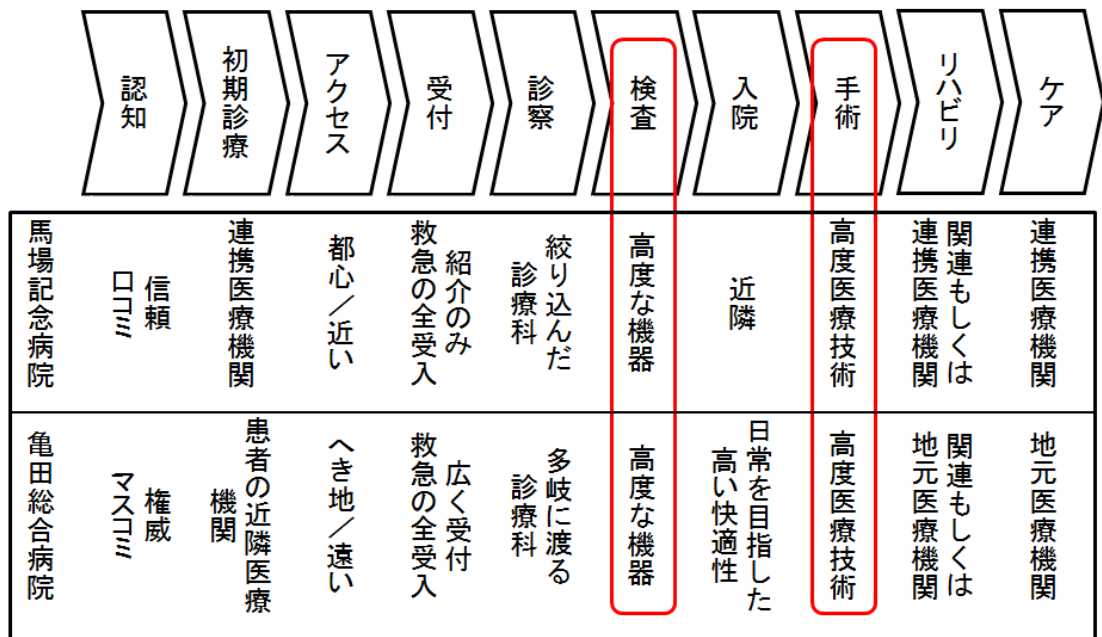 認知
初期診療
アクセス
受付
診察
検査
入院
手術
リハビリ
ケア
馬場記念病院
信頼
口コミ
連携医療機関
都心／近い
紹介のみ
救急の全受入
絞り込んだ
診療科
高度な機器
近隣
高度医療技術
関連もしくは
連携医療機関
連携医療機関
亀田総合病院
権威
マスコミ
患者の近隣医療
機関
へき地／遠い
広く受付
救急の全受入
多岐に渡る
診療科
高度な機器
日常を目指した
高い快適性
高度医療技術
関連もしくは
地元医療機関
地元医療機関